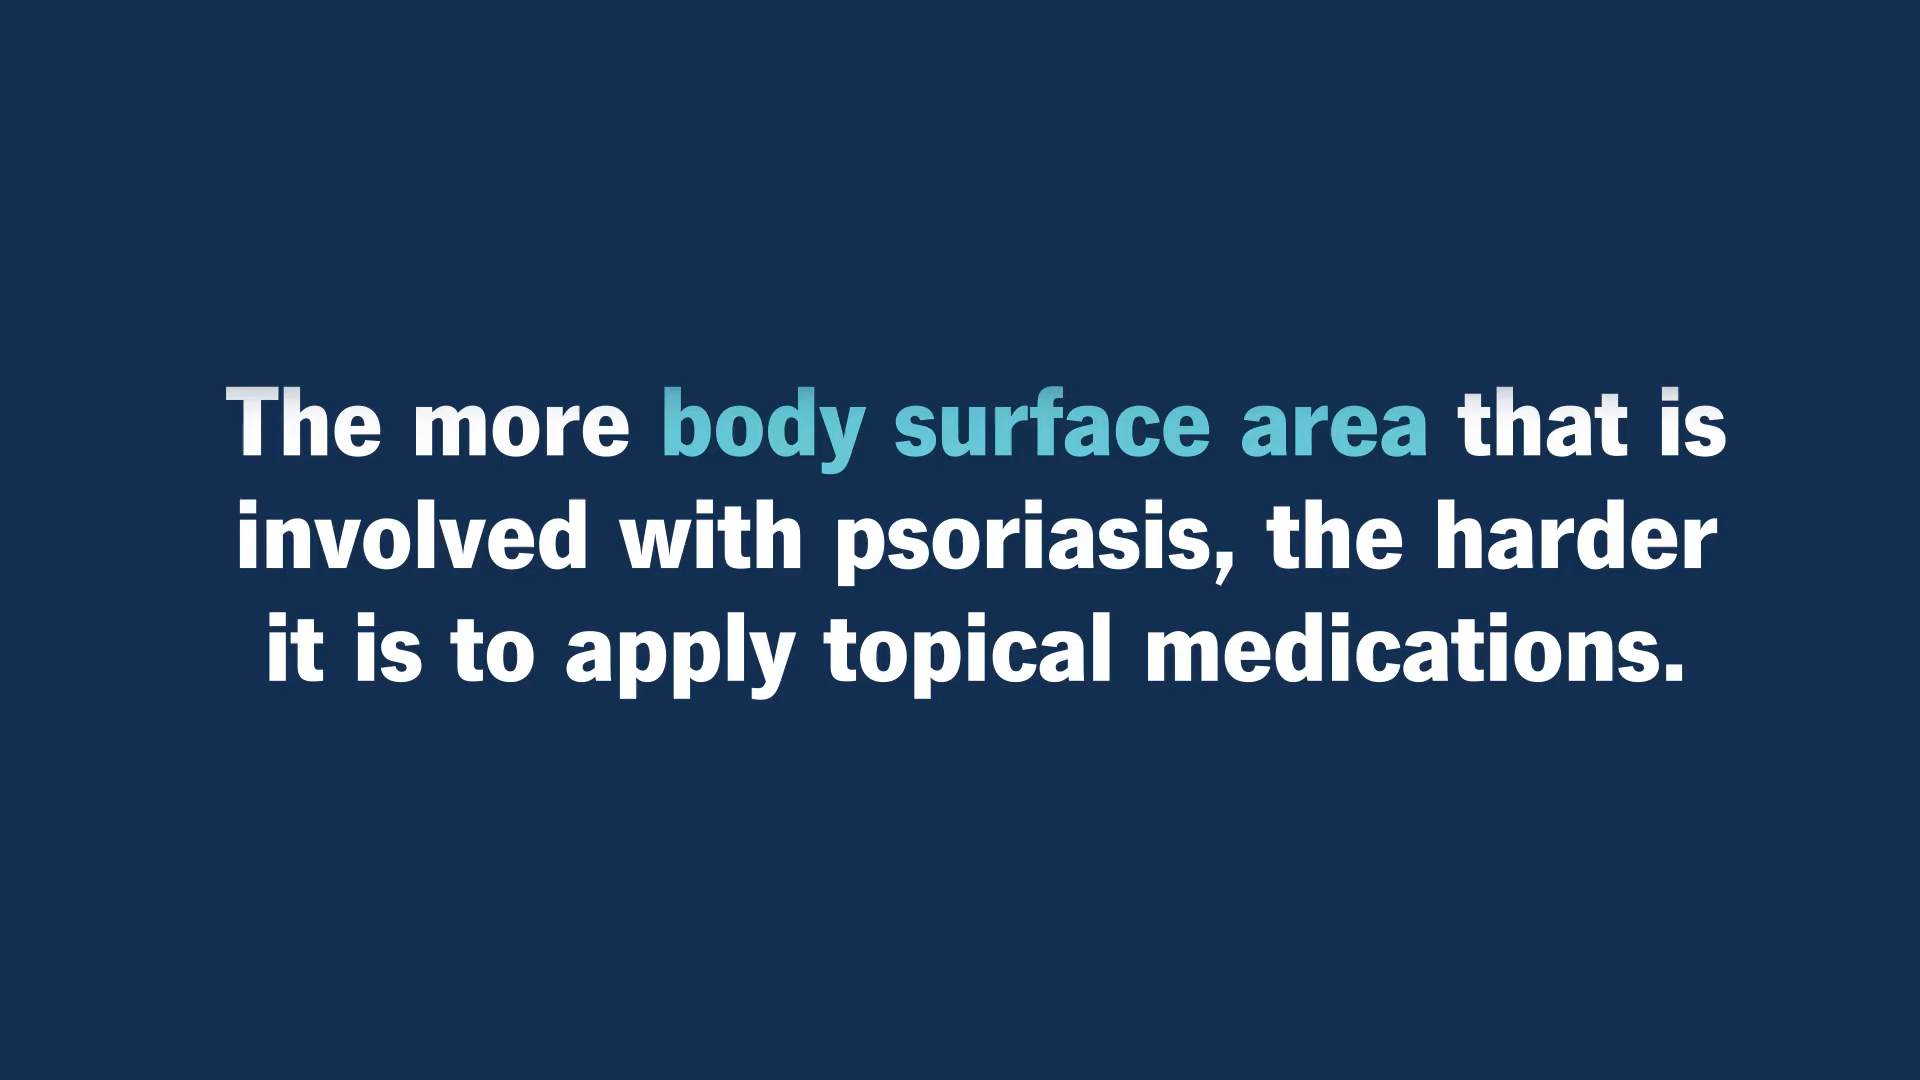 The more body surface area that is
involved with psoriasis, the harder
it is to apply topical medications.